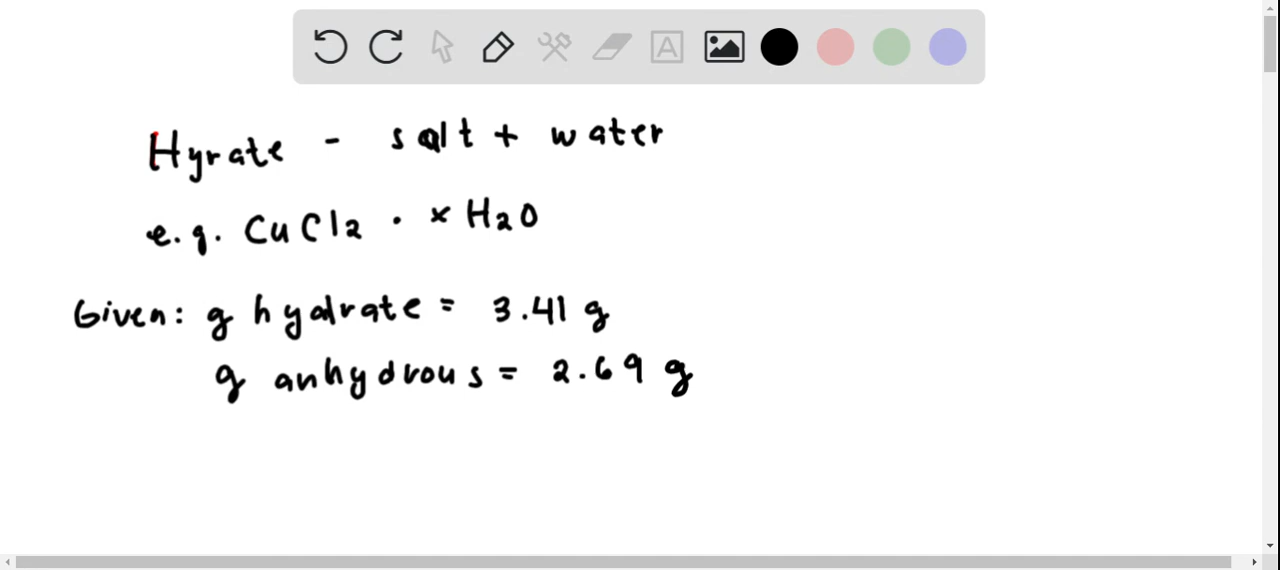 Hyrate - salt + water
e.g. CuCl2 · x H2O
Given: g hydrate = 3.41 g
g anhydrous = 2.69 g